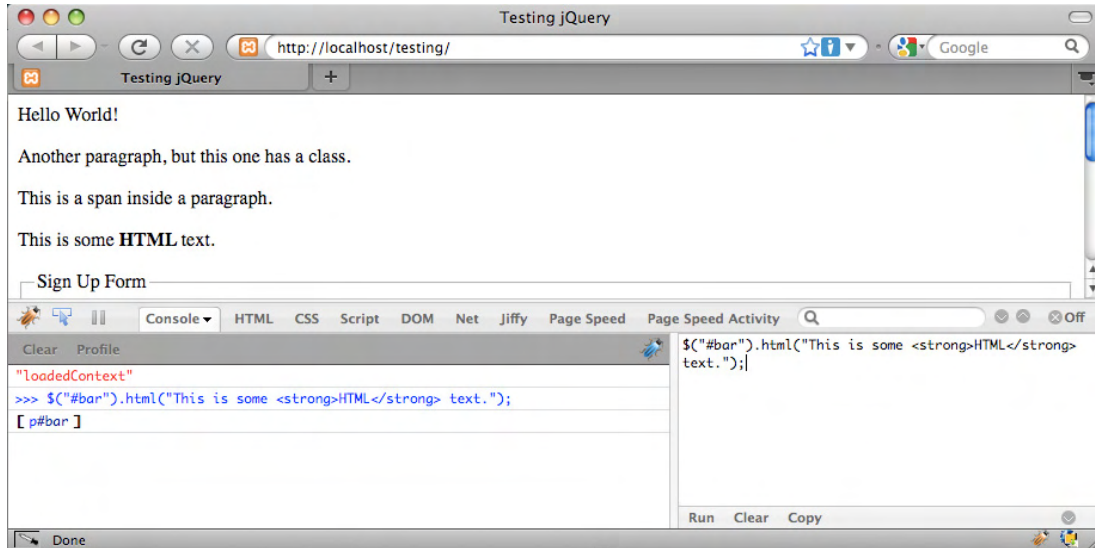 Testing jQuery
http://localhost/testing/
Google
Testing jQuery +
Hello World!
Another paragraph, but this one has a class.
This is a span inside a paragraph.
This is some HTML text.
Sign Up Form
Console HTML CSS Script DOM Net Jiffy Page Speed Page Speed Activity Off
Clear Profile
"loadedContext"
>>> $("#bar").html("This is some <strong>HTML</strong> text.");
[ p#bar ]
$("#bar").html("This is some <strong>HTML</strong>
text.");
Run Clear Copy
Done